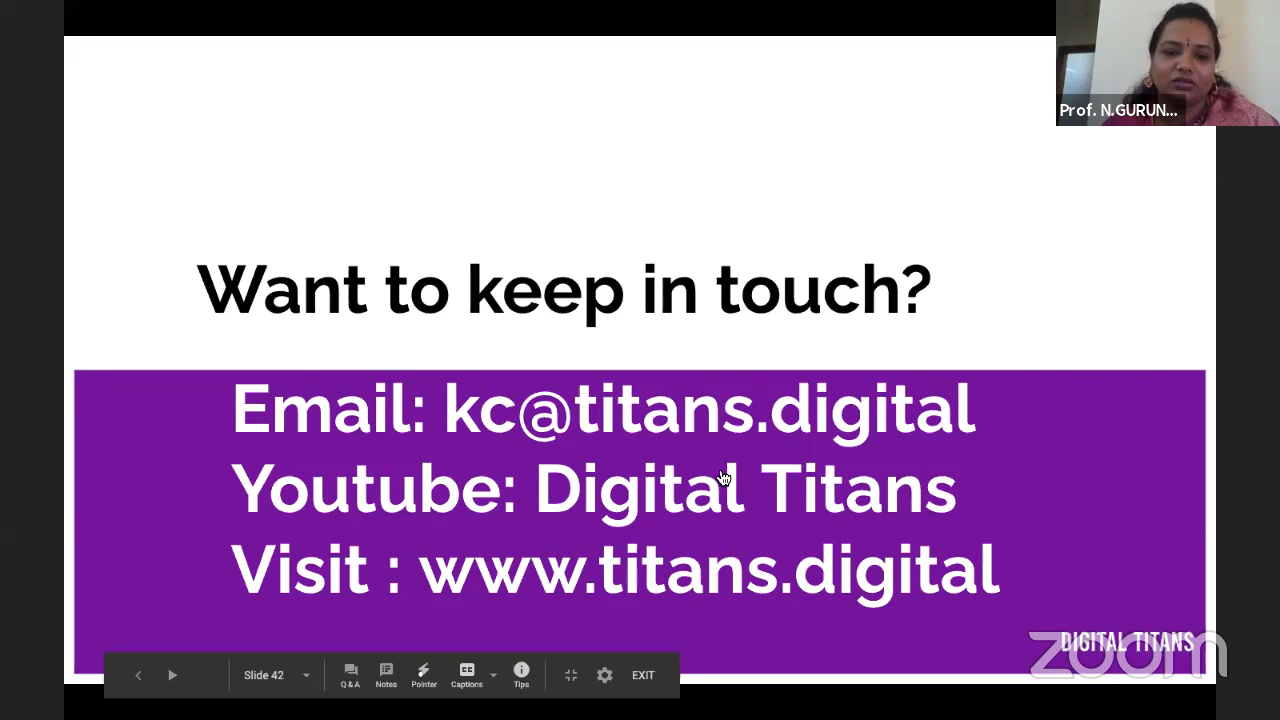 Prof. N.GURUN...
Want to keep in touch?
Email: kc@titans.digital
Youtube: Digital Titans
Visit : www.titans.digital
DIGITAL TITANS
zoom
Slide 42
Q & A
Notes
Pointer
Captions
Tips
EXIT